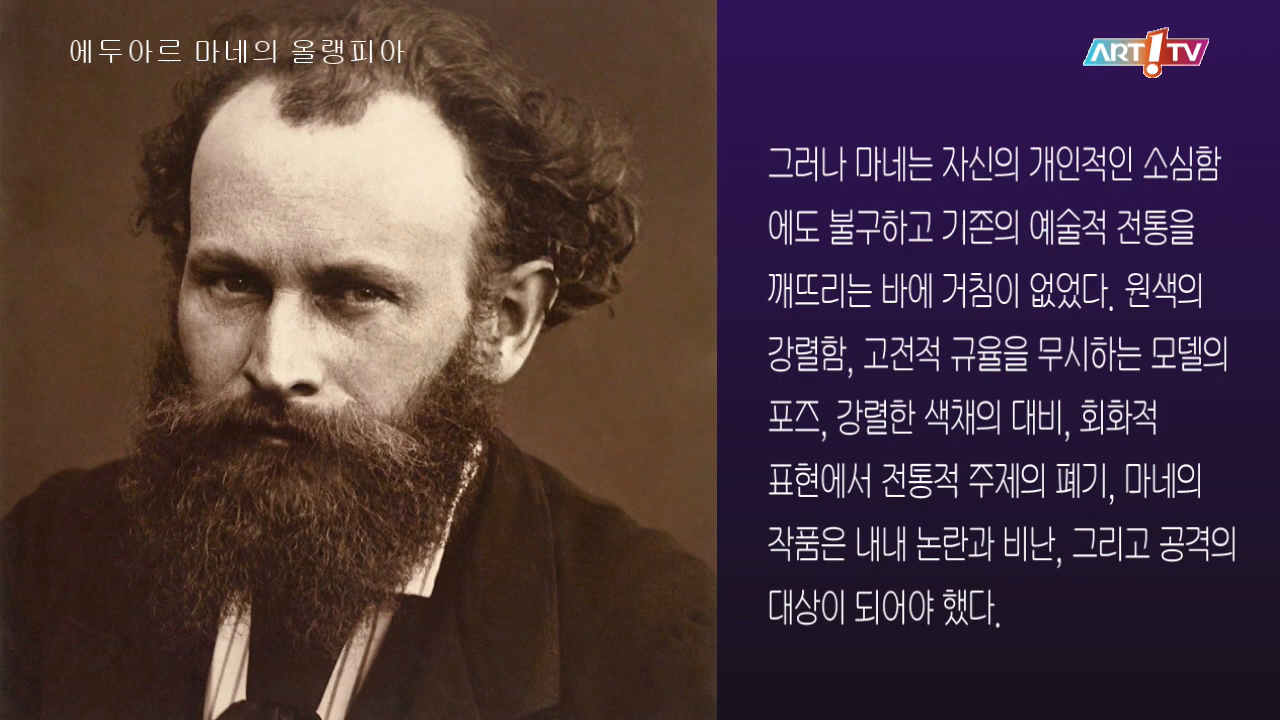 에두아르 마네의 올랭피아
ART!TV
그러나 마네는 자신의 개인적인 소심함
에도 불구하고 기존의 예술적 전통을
깨뜨리는 바에 거침이 없었다. 원색의
강렬함, 고전적 규율을 무시하는 모델의
포즈, 강렬한 색채의 대비, 회화적
표현에서 전통적 주제의 폐기, 마네의
작품은 내내 논란과 비난, 그리고 공격의
대상이 되어야 했다.